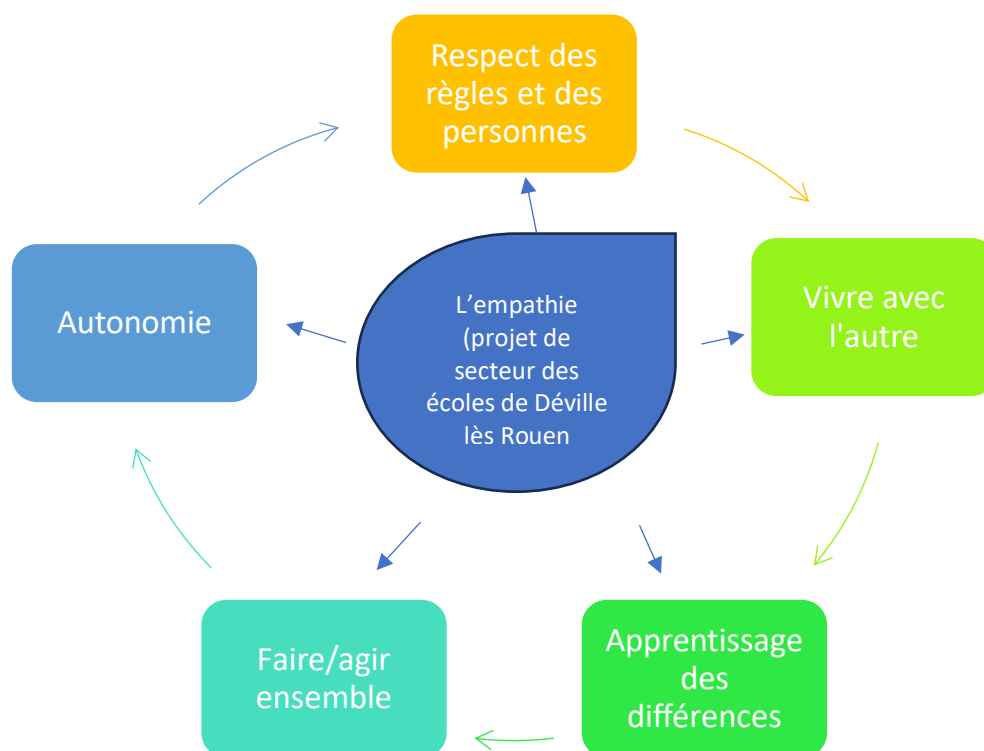 Respect des
règles et des
personnes
Vivre avec
l'autre
Apprentissage
des
différences
Faire/agir
ensemble
Autonomie
L'empathie
(projet de
secteur des
écoles de Déville
lès Rouen